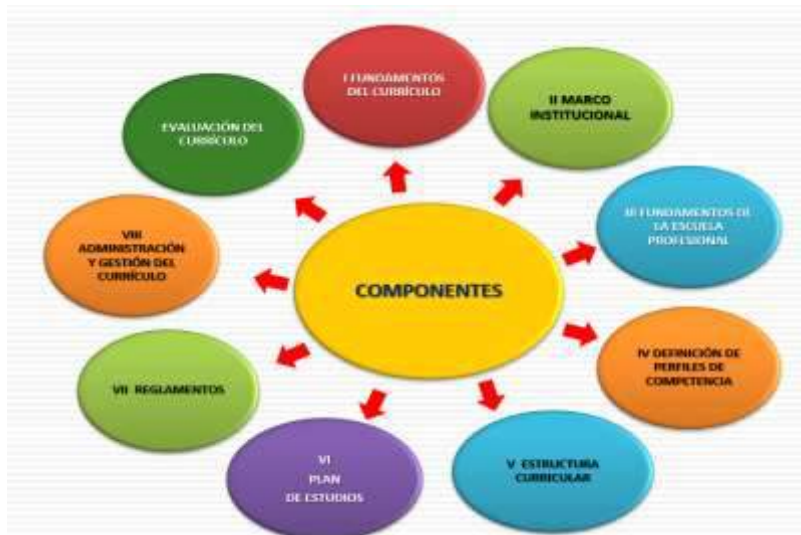 I FUNDAMENTOS
DEL CURRÍCULO
II MARCO
INSTITUCIONAL
III FUNDAMENTOS DE
LA ESCUELA
PROFESIONAL
IV DEFINICIÓN DE
PERFILES DE
COMPETENCIA
V ESTRUCTURA
CURRICULAR
VI
PLAN
DE ESTUDIOS
VII REGLAMENTOS
VIII
ADMINISTRACIÓN
Y GESTIÓN DEL
CURRÍCULO
EVALUACIÓN DEL
CURRÍCULO
COMPONENTES